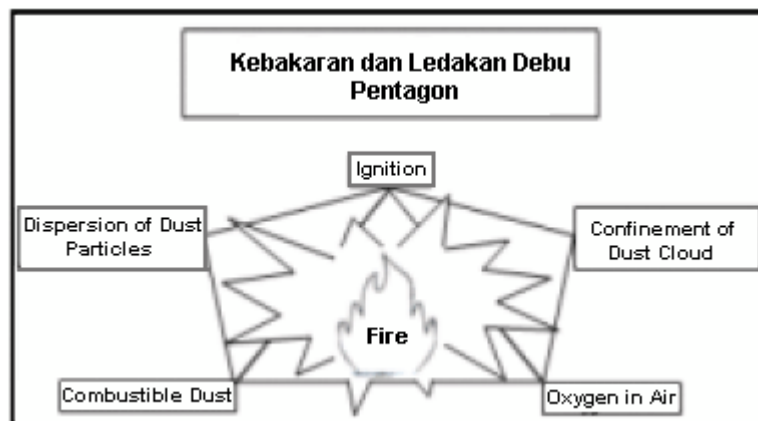 Kebakaran dan Ledakan Debu
Pentagon
Ignition
Dispersion of Dust
Particles
Confinement of
Dust Cloud
Fire
Combustible Dust
Oxygen in Air